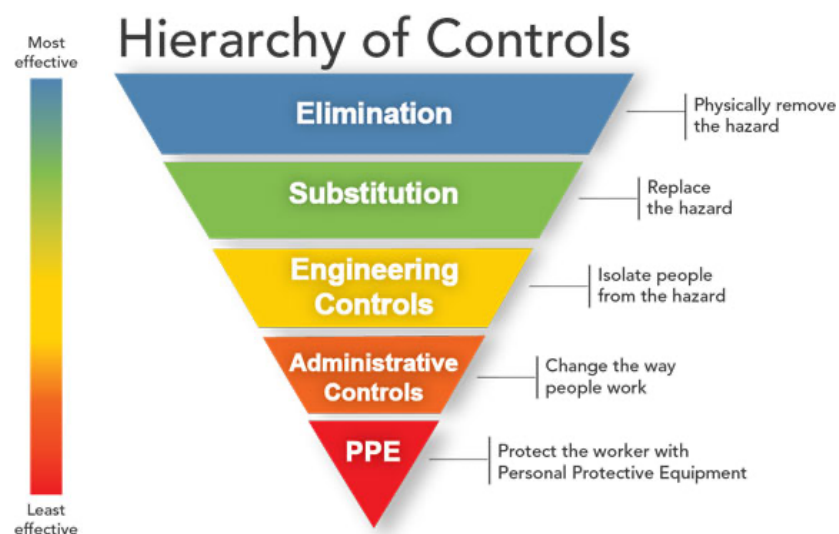 Hierarchy of Controls
Most
effective
Elimination
Physically remove
the hazard
Substitution
Replace
the hazard
Engineering
Controls
Isolate people
from the hazard
Administrative
Controls
Change the way
people work
PPE
Protect the worker with
Personal Protective Equipment
Least
effective